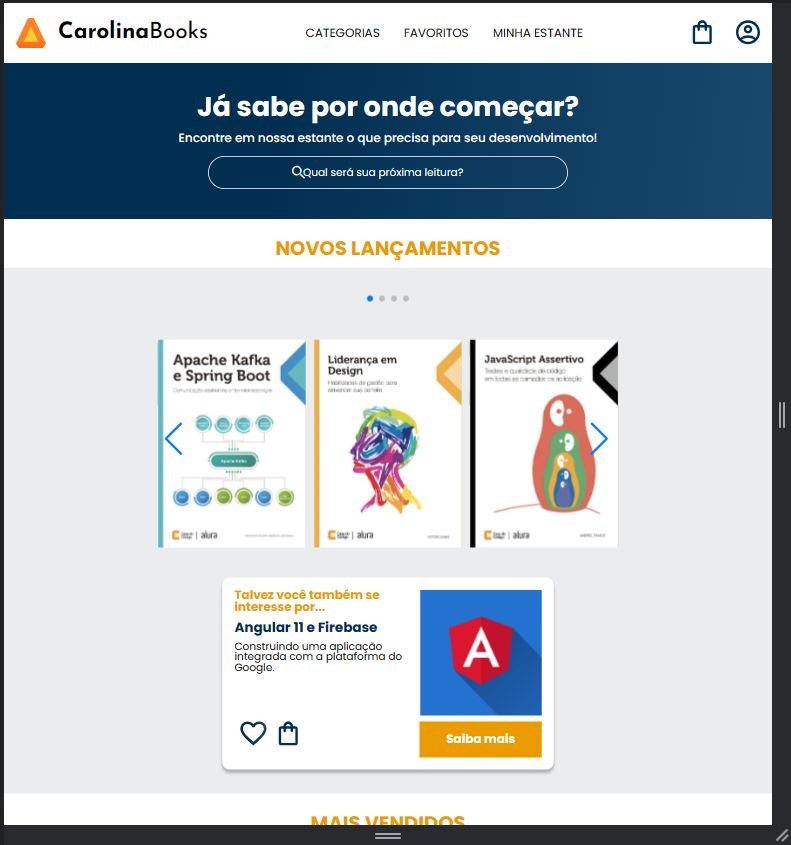 CarolinaBooks
CATEGORIAS FAVORITOS MINHA ESTANTE
Já sabe por onde começar?
Encontre em nossa estante o que precisa para seu desenvolvimento!
Qual será sua próxima leitura?
NOVOS LANÇAMENTOS
Apache Kafka
e Spring Boot
Comunicação assíncrona entre microsserviços
Apache Kafka
alura
Liderança em
Design
Habilidades de gestão para
alavancar sua carreira
alura
JavaScript Assertivo
Testes e qualidade de código
em todas as camadas da aplicação
alura
Talvez você também se
interesse por...
Angular 11 e Firebase
Construindo uma aplicação
integrada com a plataforma do
Google.
A
Saiba mais
MAIS VENDIDOS